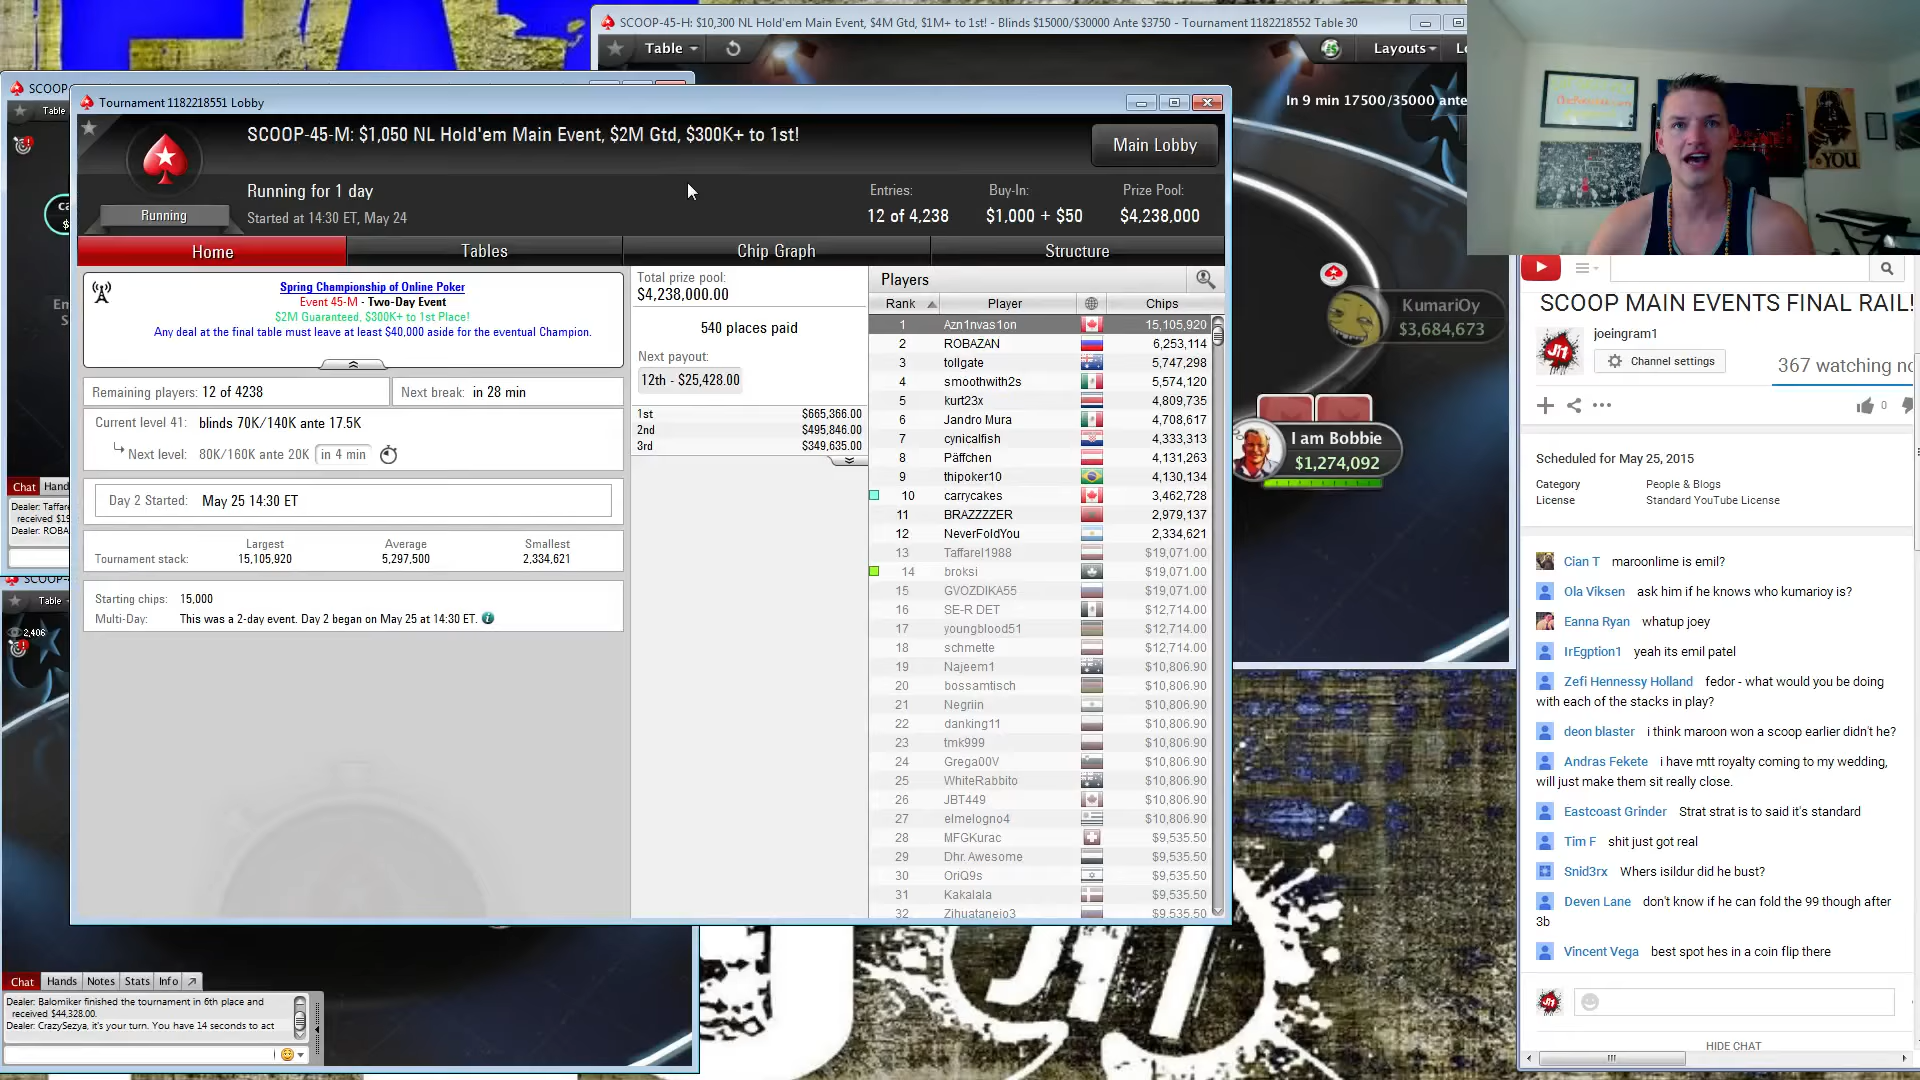 SCOOP-45-H: $10,300 NL Hold'em Main Event, $4M Gtd, $1M+ to 1st! - Blinds $15000/$30000 Ante $3750 - Tournament 1182218552 Table 30
Table
Layouts
In 9 min 17500/35000 ante
KumariOy
$3,684,673
I am Bobbie
$1,274,092
SCOOP
Table
Tournament 1182218551 Lobby
SCOOP-45-M: $1,050 NL Hold'em Main Event, $2M Gtd, $300K+ to 1st!
Main Lobby
Running for 1 day
Started at 14:30 ET, May 24
Running
Entries:
12 of 4,238
Buy-In:
$1,000 + $50
Prize Pool:
$4,238,000
Home
Tables
Chip Graph
Structure
Spring Championship of Online Poker
Event 45-M - Two-Day Event
$2M Guaranteed, $300K+ to 1st Place!
Any deal at the final table must leave at least $40,000 aside for the eventual Champion.
Remaining players: 12 of 4238
Next break: in 28 min
Current level 41: blinds 70K/140K ante 17.5K
Next level: 80K/160K ante 20K in 4 min
Day 2 Started: May 25 14:30 ET
Largest Average Smallest
Tournament stack: 15,105,920 5,297,500 2,334,621
Starting chips: 15,000
Multi-Day: This was a 2-day event. Day 2 began on May 25 at 14:30 ET.
Total prize pool:
$4,238,000.00
540 places paid
Next payout:
12th - $25,428.00
1st $665,366.00
2nd $495,846.00
3rd $349,635.00
Players
Rank Player Chips
1 Azn1nvas1on 15,105,920
2 ROBAZAN 6,253,114
3 tollgate 5,747,298
4 smoothwith2s 5,574,120
5 kurt23x 4,809,735
6 Jandro Mura 4,708,617
7 cynicalfish 4,333,313
8 Päffchen 4,131,263
9 thipoker10 4,130,134
10 carrycakes 3,462,728
11 BRAZZZZER 2,979,137
12 NeverFoldYou 2,334,621
13 Taffarel1988 $19,071.00
14 broksi $19,071.00
15 GVOZDIKA55 $19,071.00
16 SE-R DET $12,714.00
17 youngblood51 $12,714.00
18 schmette $12,714.00
19 Najeem1 $10,806.90
20 bossamtisch $10,806.90
21 Negriin $10,806.90
22 danking11 $10,806.90
23 tmk999 $10,806.90
24 Grega00V $10,806.90
25 WhiteRabbito $10,806.90
26 JBT449 $10,806.90
27 elmelogno4 $10,806.90
28 MFGKurac $9,535.50
29 Dhr. Awesome $9,535.50
30 OriQ9s $9,535.50
31 Kakalala $9,535.50
32 Zihuatanejo3 $9,535.50
Chat Hand
Dealer: Taffare
received $19
Dealer: ROBA
SCOOP-4
Table
2,406
Chat Hands Notes Stats Info
Dealer: Balomiker finished the tournament in 6th place and
received $44,328.00.
Dealer: CrazySezya, it's your turn. You have 14 seconds to act
YOU
SCOOP MAIN EVENTS FINAL RAIL!
Ji1
joeingram1
Channel settings
367 watching no
0
Scheduled for May 25, 2015
Category People & Blogs
License Standard YouTube License
Cian T maroonlime is emil?
Ola Viksen ask him if he knows who kumarioy is?
Eanna Ryan whatup joey
IrEgption1 yeah its emil patel
Zefi Hennessy Holland fedor - what would you be doing
with each of the stacks in play?
deon blaster i think maroon won a scoop earlier didn't he?
Andras Fekete i have mtt royalty coming to my wedding,
will just make them sit really close.
Eastcoast Grinder Strat strat is to said it's standard
Tim F shit just got real
Snid3rx Whers isildur did he bust?
Deven Lane don't know if he can fold the 99 though after
3b
Vincent Vega best spot hes in a coin flip there
Ji1
HIDE CHAT